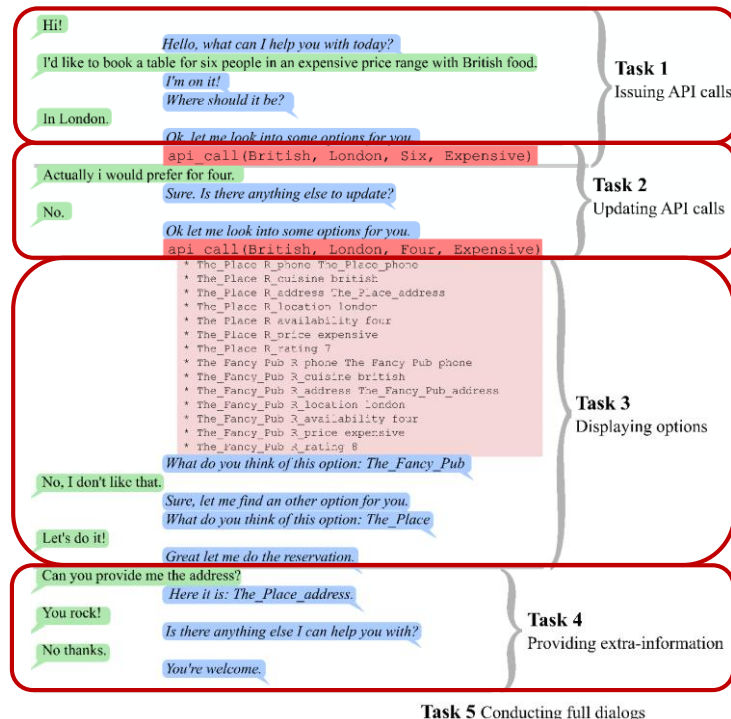 Hi!
Hello, what can I help you with today?
I'd like to book a table for six people in an expensive price range with British food.
I'm on it!
Where should it be?
In London.
Ok, let me look into some options for you.
api_call(British, London, Six, Expensive)
Task 1
Issuing API calls
Actually i would prefer for four.
Sure. Is there anything else to update?
No.
Ok let me look into some options for you.
api_call(British, London, Four, Expensive)
Task 2
Updating API calls
* The_Place R_phone The_Place_phone
* The_Place R_cuisine british
* The_Place R_address The_Place_address
* The_Place R_location london
* The_Place R_availability four
* The_Place R_price expensive
* The_Place R_rating 7
* The_Fancy_Pub R_phone The_Fancy_Pub_phone
* The_Fancy_Pub R_cuisine british
* The_Fancy_Pub R_address The_Fancy_Pub_address
* The_Fancy_Pub R_location london
* The_Fancy_Pub R_availability four
* The_Fancy_Pub R_price expensive
* The_Fancy_Pub R_rating 8
What do you think of this option: The_Fancy_Pub
No, I don't like that.
Sure, let me find an other option for you.
What do you think of this option: The_Place
Let's do it!
Great let me do the reservation.
Task 3
Displaying options
Can you provide me the address?
Here it is: The_Place_address.
You rock!
Is there anything else I can help you with?
No thanks.
You're welcome.
Task 4
Providing extra-information
Task 5 Conducting full dialogs